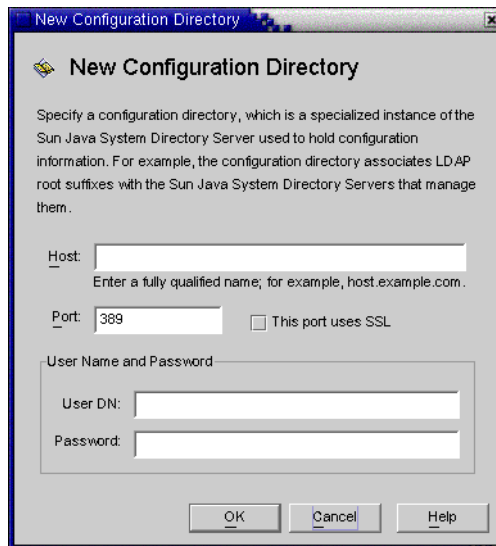 New Configuration Directory
New Configuration Directory
Specify a configuration directory, which is a specialized instance of the
Sun Java System Directory Server used to hold configuration
information. For example, the configuration directory associates LDAP
root suffixes with the Sun Java System Directory Servers that manage
them.
Host:
Enter a fully qualified name; for example, host.example.com.
Port: 389 This port uses SSL
User Name and Password
User DN:
Password:
OK Cancel Help